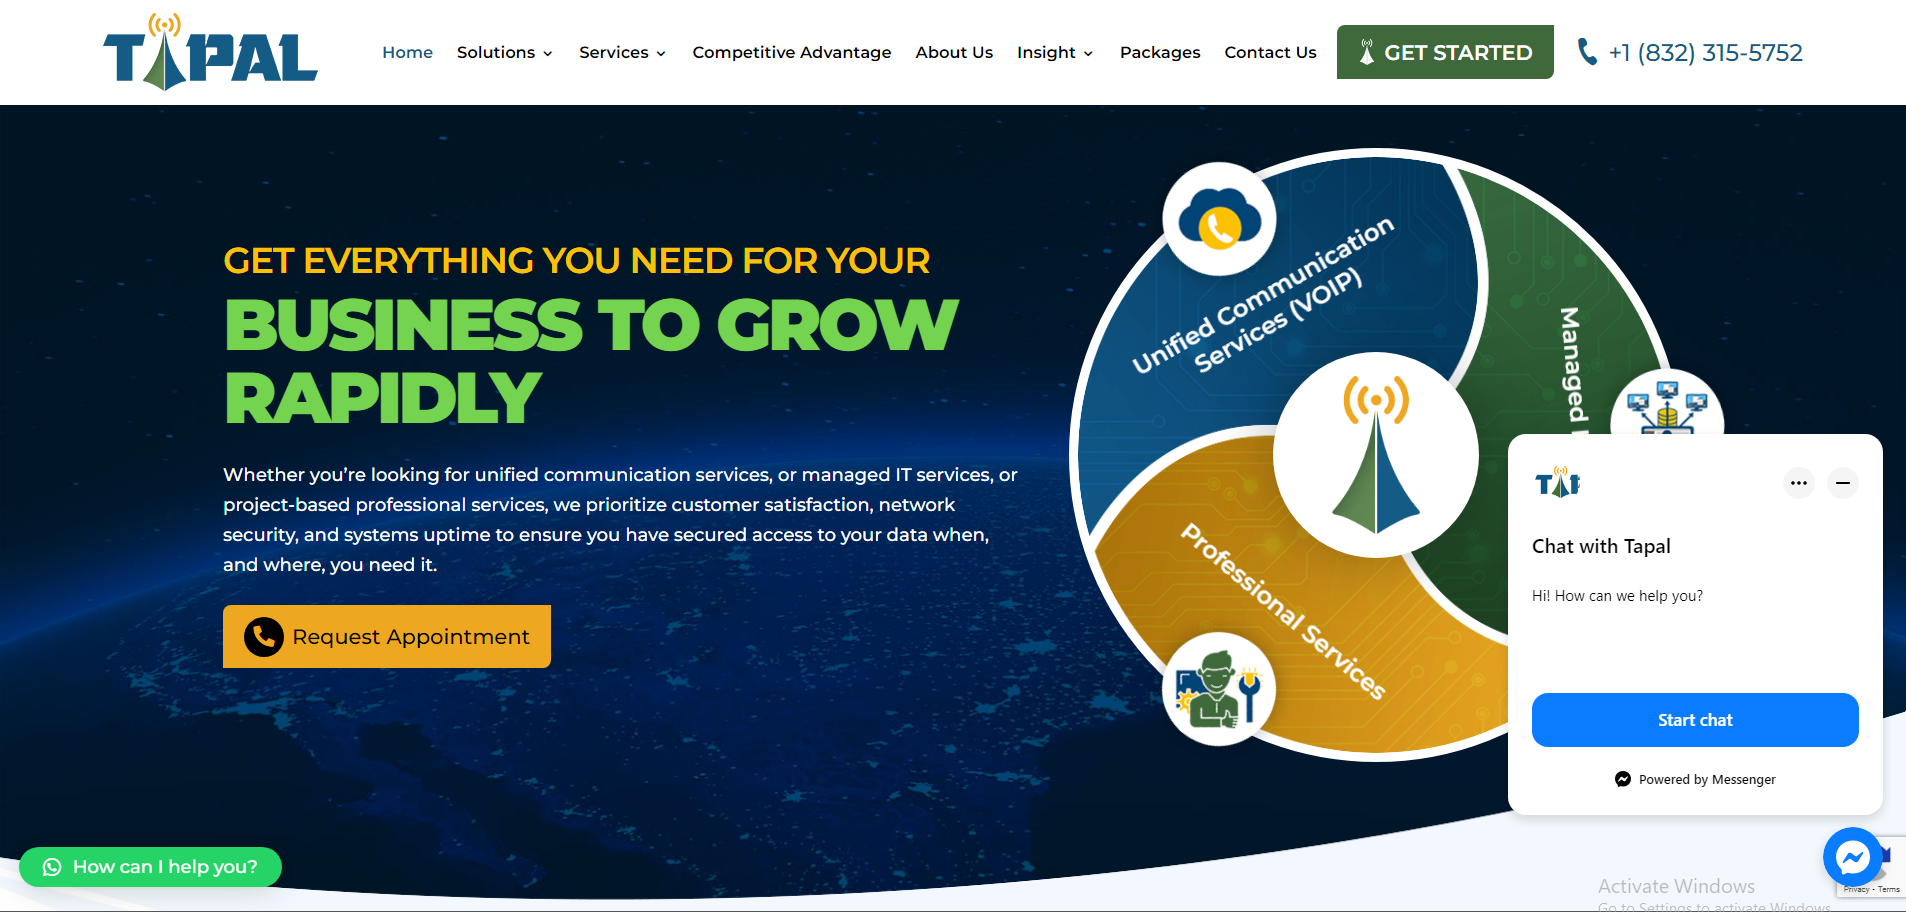 TAPAL
Home
Solutions
Services
Competitive Advantage
About Us
Insight
Packages
Contact Us
GET STARTED
+1 (832) 315-5752
GET EVERYTHING YOU NEED FOR YOUR
BUSINESS TO GROW
RAPIDLY
Whether you’re looking for unified communication services, or managed IT services, or
project-based professional services, we prioritize customer satisfaction, network
security, and systems uptime to ensure you have secured access to your data when,
and where, you need it.
Request Appointment
Unified Communication
Services (VOIP)
Managed
Professional Services
Chat with Tapal
Hi! How can we help you?
Start chat
Powered by Messenger
How can I help you?
Privacy - Terms
Activate Windows
Go to Settings to activate Windows.